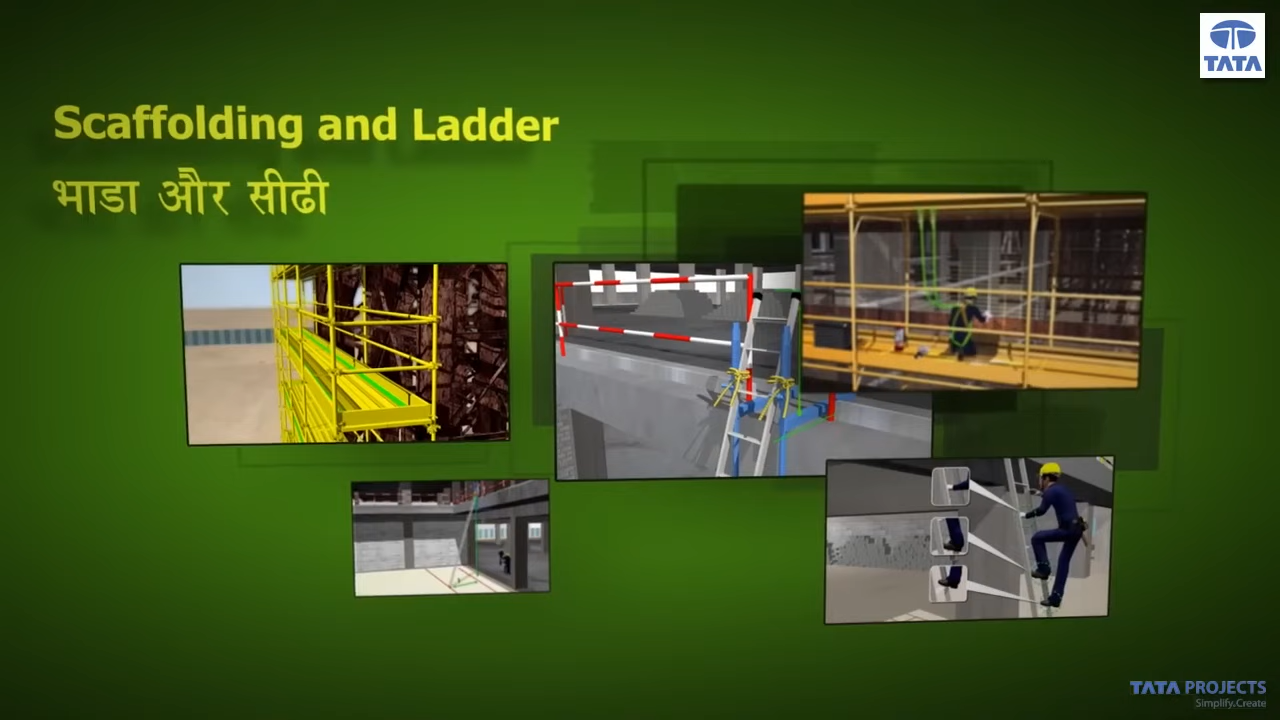 TATA
Scaffolding and Ladder
भाडा और सीढी
TATA PROJECTS
Simplify.Create